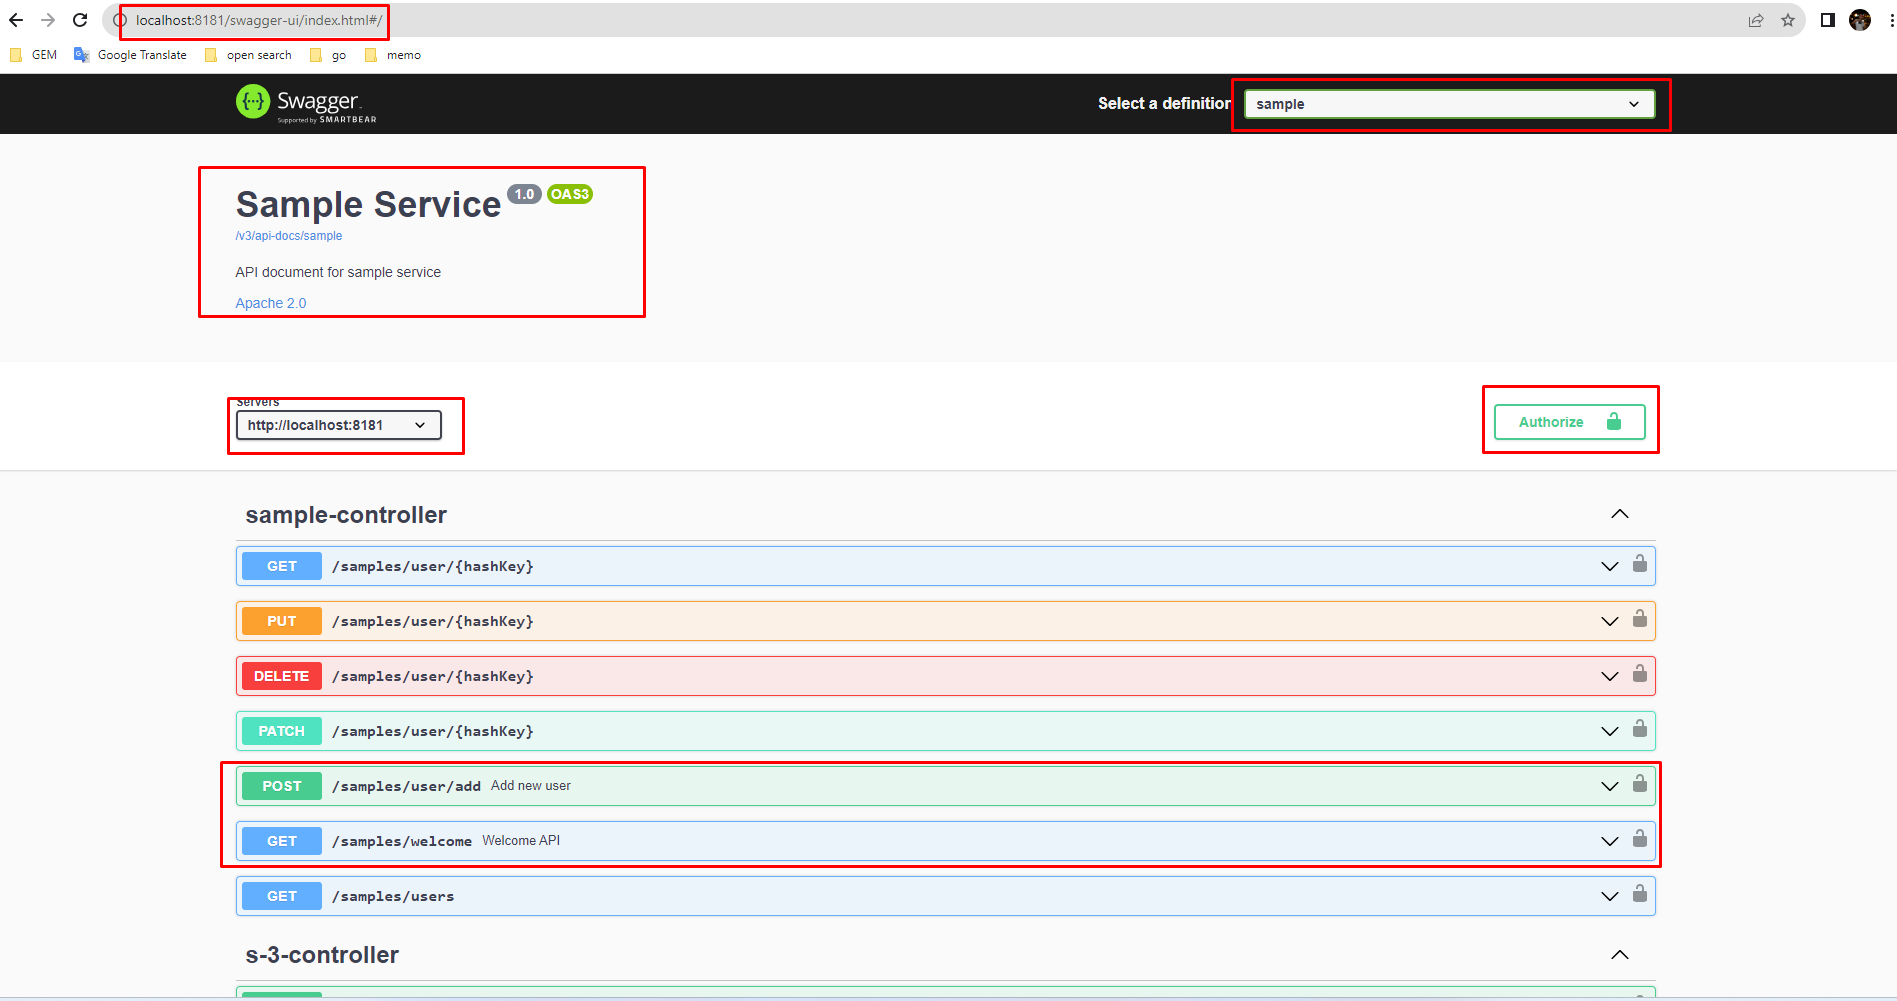 localhost:8181/swagger-ui/index.html#/
GEM Google Translate open search go memo
Swagger. Select a definition sample
Supported by SMARTBEAR
Sample Service 1.0 OAS3
/v3/api-docs/sample
API document for sample service
Apache 2.0
Servers
http://localhost:8181 Authorize
sample-controller
GET /samples/user/{hashKey}
PUT /samples/user/{hashKey}
DELETE /samples/user/{hashKey}
PATCH /samples/user/{hashKey}
POST /samples/user/add Add new user
GET /samples/welcome Welcome API
GET /samples/users
s-3-controller